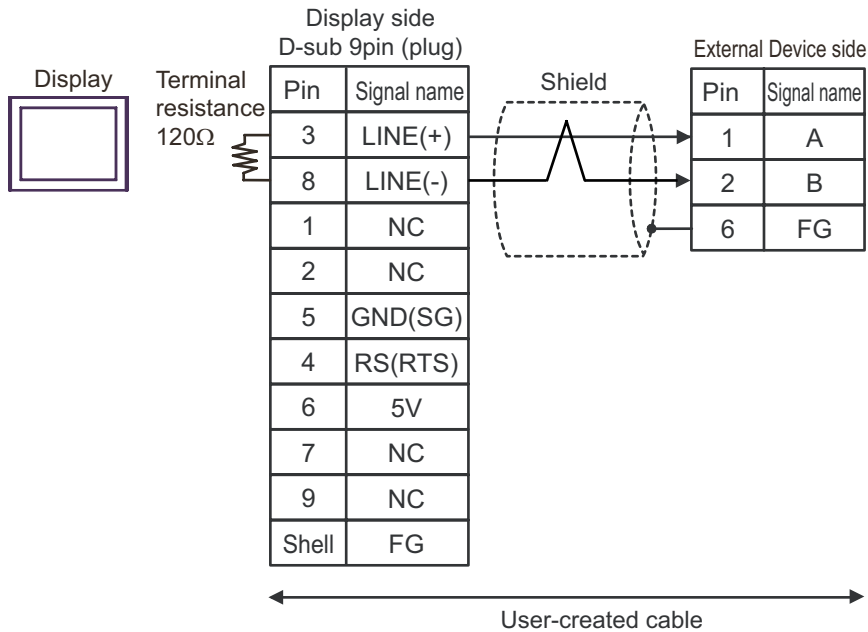 Display side
D-sub 9pin (plug)
External Device side
Display
Terminal
resistance
120Ω
Shield
Pin Signal name
3 LINE(+)
8 LINE(-)
1 NC
2 NC
5 GND(SG)
4 RS(RTS)
6 5V
7 NC
9 NC
Shell FG
Pin Signal name
1 A
2 B
6 FG
User-created cable